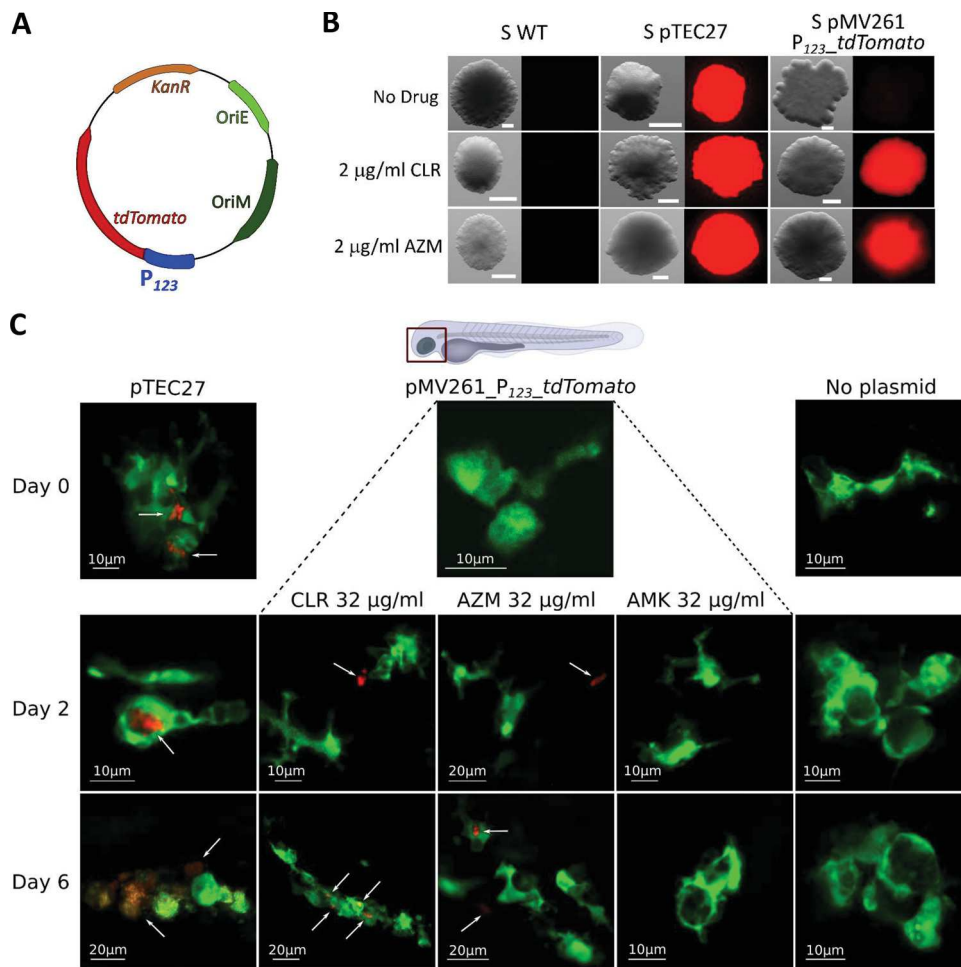 A
KanR
OriE
OriM
tdTomato
P123
B
S WT
S pTEC27
S pMV261
P123_tdTomato
No Drug
2 µg/ml CLR
2 µg/ml AZM
C
pTEC27
pMV261_P123_tdTomato
No plasmid
Day 0
10µm
10µm
10µm
CLR 32 µg/ml
AZM 32 µg/ml
AMK 32 µg/ml
Day 2
10µm
10µm
20µm
10µm
20µm
Day 6
20µm
20µm
20µm
10µm
20µm